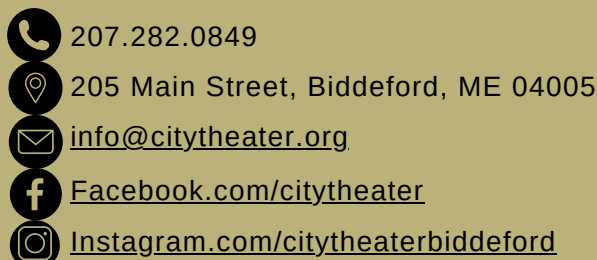 207.282.0849
205 Main Street, Biddeford, ME 04005
info@citytheater.org
Facebook.com/citytheater
Instagram.com/citytheaterbiddeford